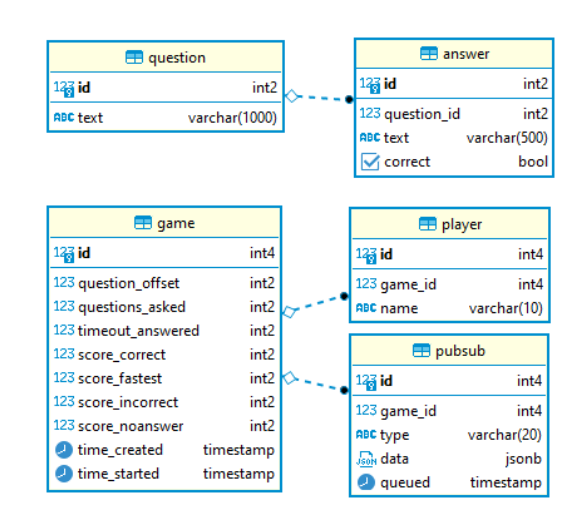 question
123 id int2
ABC text varchar(1000)
answer
123 id int2
123 question_id int2
ABC text varchar(500)
correct bool
game
123 id int4
123 question_offset int2
123 questions_asked int2
123 timeout_answered int2
123 score_correct int2
123 score_fastest int2
123 score_incorrect int2
123 score_noanswer int2
time_created timestamp
time_started timestamp
player
123 id int4
123 game_id int4
ABC name varchar(10)
pubsub
123 id int4
123 game_id int4
ABC type varchar(20)
JSON data jsonb
queued timestamp